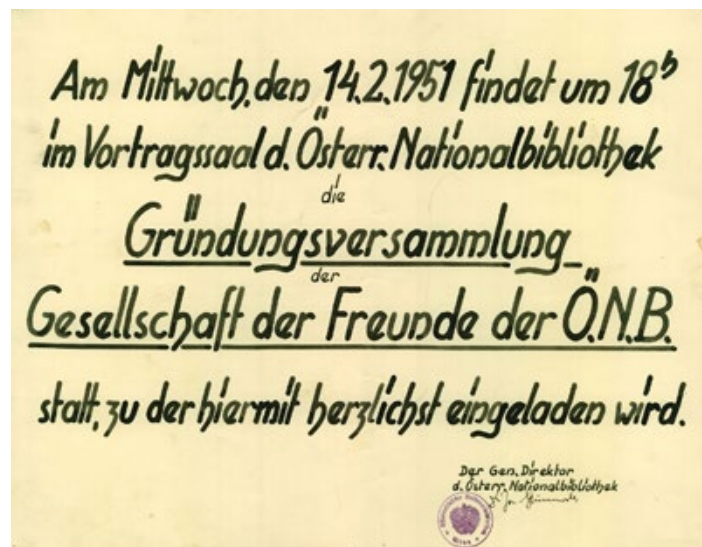 Am Mittwoch, den 14.2.1951 findet um 18h
im Vortragssaal d. Österr. Nationalbibliothek
die
Gründungsversammlung
der
Gesellschaft der Freunde der Ö.N.B.
statt, zu der hiermit herzlichst eingeladen wird.
Der Gen. Direktor
d. Österr. Nationalbibliothek